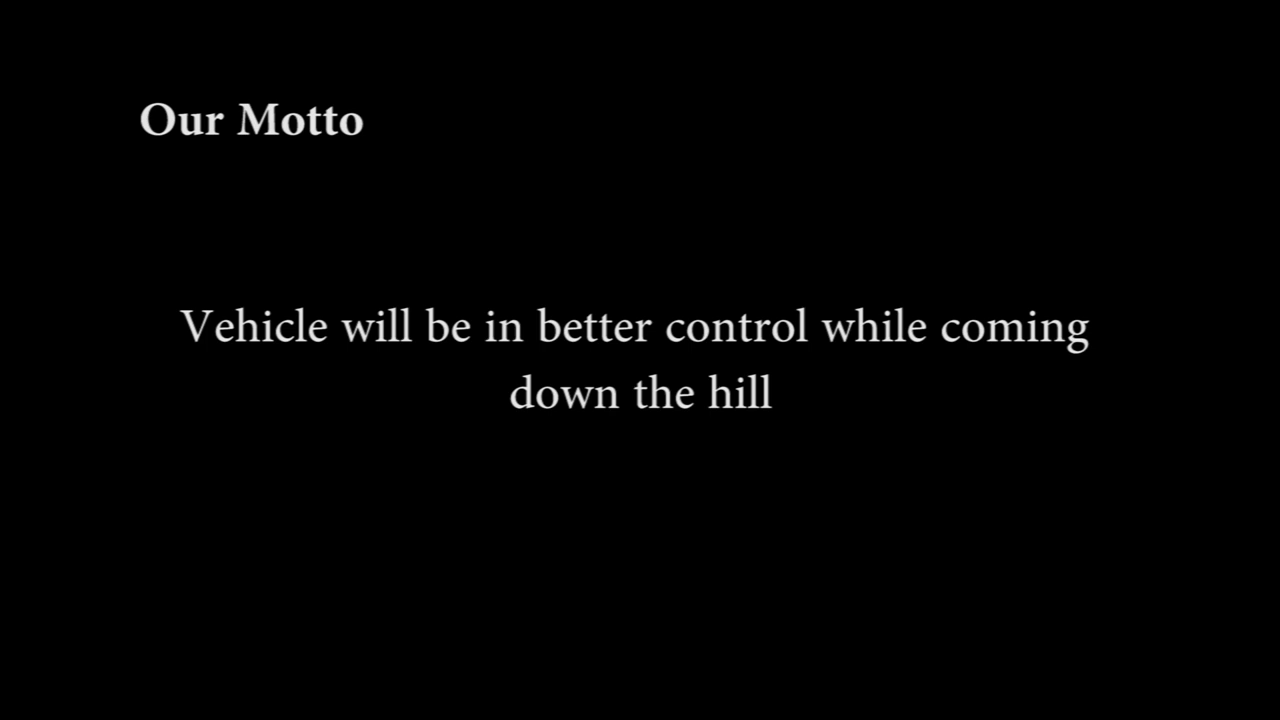 Our Motto
Vehicle will be in better control while coming
down the hill